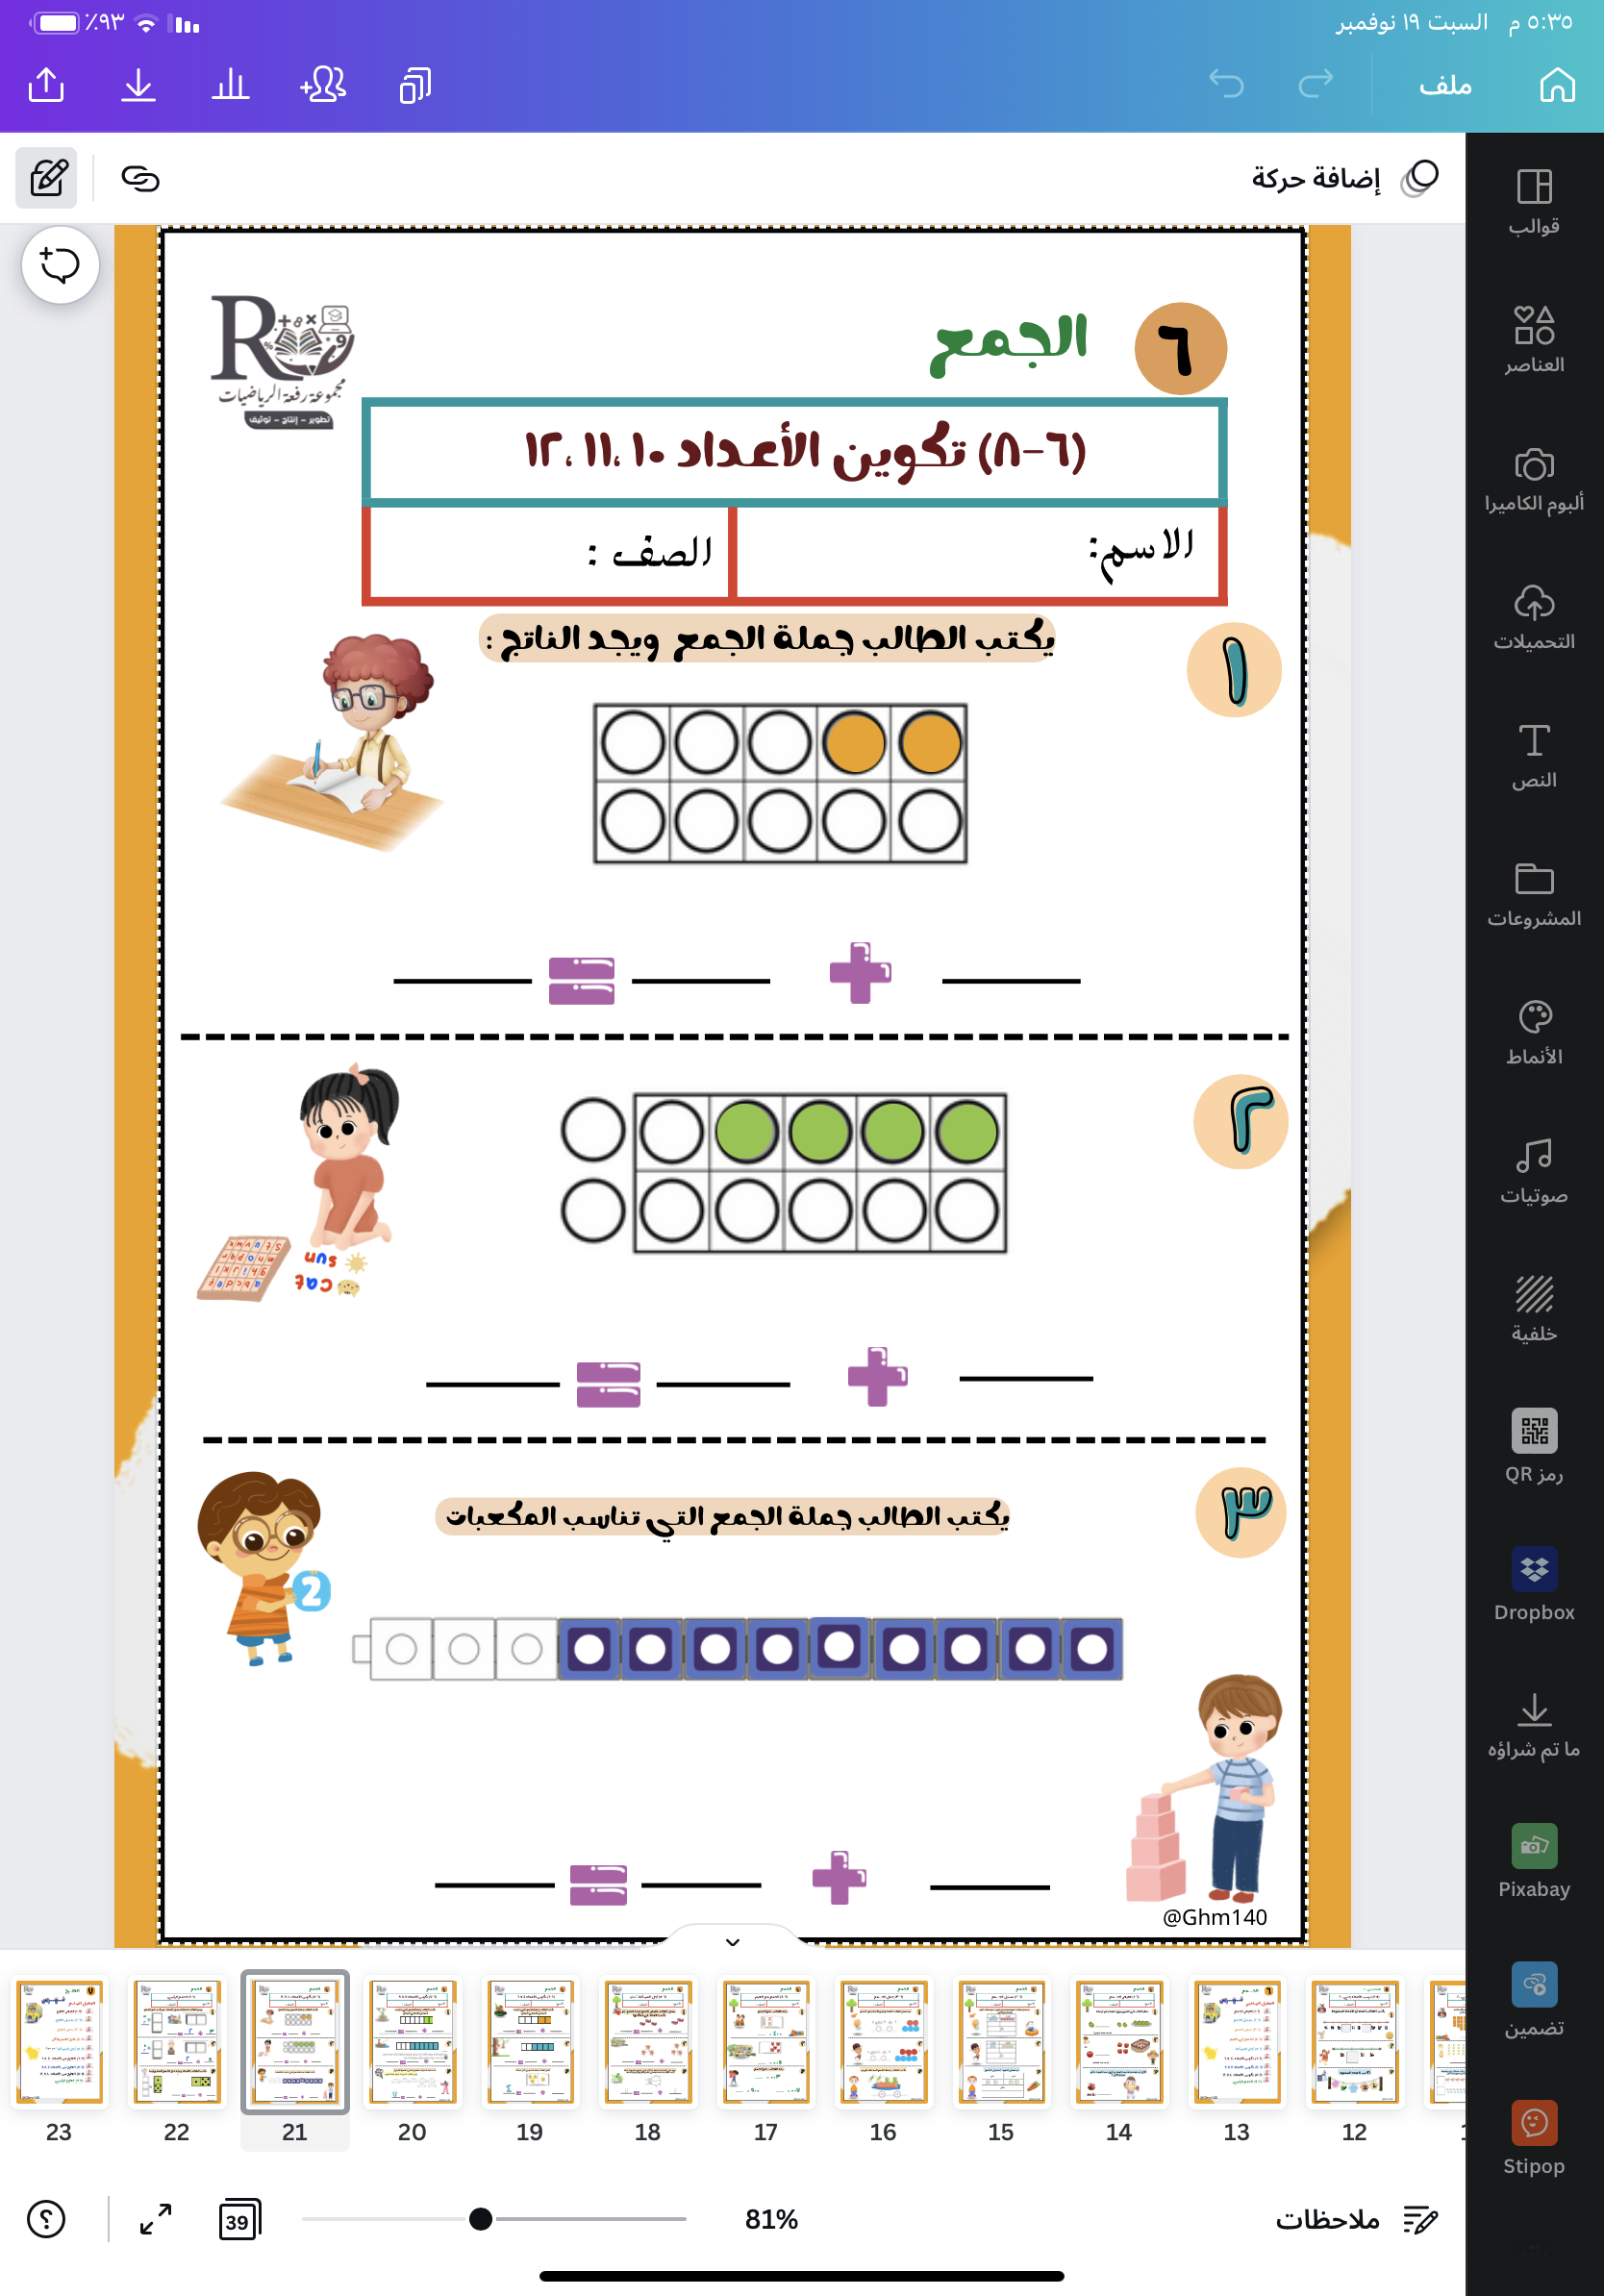 ٥:٣٥ م السبت ١٩ نوفمبر
٪٩٣
ملف
إضافة حركة
قوالب
العناصر
ألبوم الكاميرا
التحميلات
النص
المشروعات
الأنماط
صوتيات
خلفية
رمز QR
Dropbox
ما تم شراؤه
Pixabay
تضمين
Stipop
R
مجموعة رفعة الرياضيات
تطوير - إنتاج - توثيق
٦ الجمع
(٦-٨) تكوين الأعداد ١٠ ،١١ ،١٢
الاسم: الصف :
١ يكتب الطالب جملة الجمع ويجد الناتج :
+ =
٢
sun
cat
+ =
٣ يكتب الطالب جملة الجمع التي تناسب المكعبات
2
+ =
@Ghm140
12 13 14 15 16 17 18 19 20 21 22 23
ملاحظات
81%
39